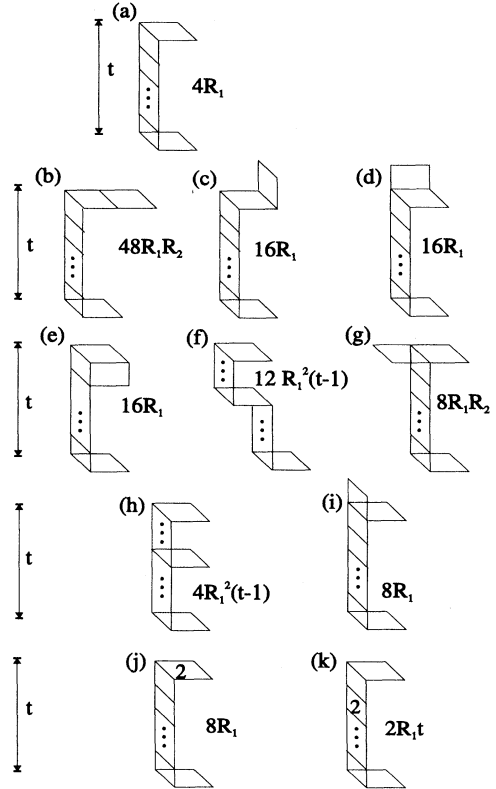 (a)
t
4R₁
(b)
(c)
(d)
t
48R₁R₂
16R₁
16R₁
(e)
(f)
(g)
t
16R₁
12 R₁²(t-1)
8R₁R₂
(h)
(i)
t
4R₁²(t-1)
8R₁
(j)
(k)
2
t
2
8R₁
2R₁t